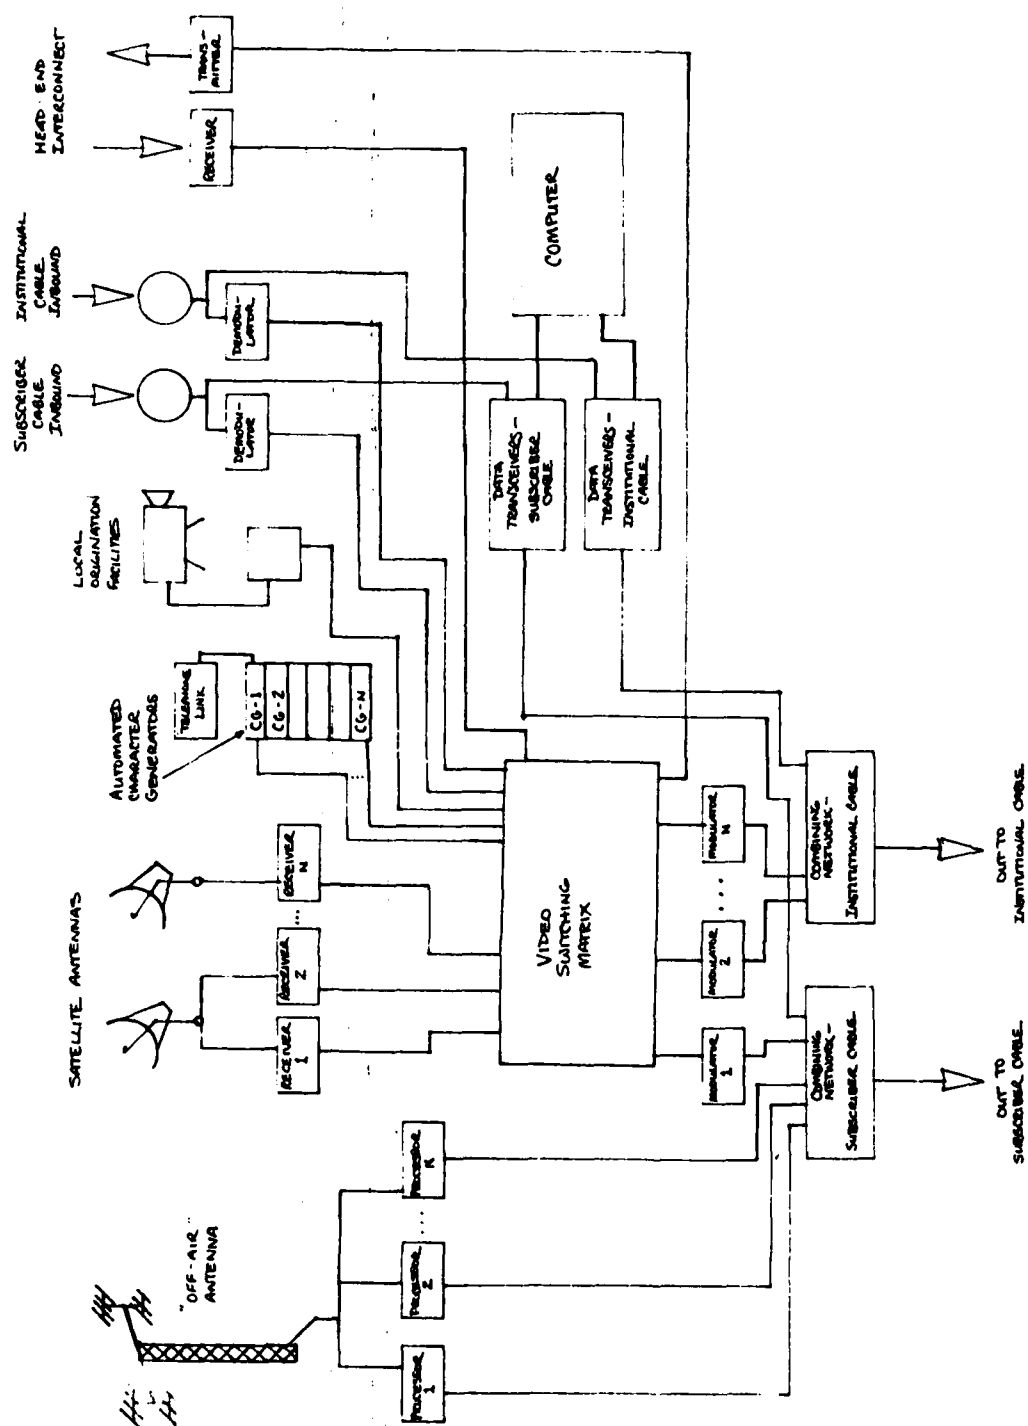 HEAD-END
INTERCONNECT
TRANS-
MITTER
RECEIVER
INSTITUTIONAL
CABLE
INBOUND
DEMODU-
LATOR
SUBSCRIBER
CABLE
INBOUND
DEMODU-
LATOR
COMPUTER
DATA
TRANSCEIVERS-
SUBSCRIBER
CABLE
DATA
TRANSCEIVERS-
INSTITUTIONAL
CABLE
LOCAL
ORIGINATION
FACILITIES
AUTOMATED
CHARACTER
GENERATORS
TELEPHONE
LINK
CG-1
CG-2
CG-N
SATELLITE ANTENNAS
RECEIVER
1
RECEIVER
2
...
RECEIVER
N
VIDEO
SWITCHING
MATRIX
MODULATOR
1
MODULATOR
2
....
MODULATOR
N
"OFF-AIR"
ANTENNA
PROCESSOR
1
PROCESSOR
2
....
PROCESSOR
K
COMBINING
NETWORK-
SUBSCRIBER CABLE
COMBINING
NETWORK-
INSTITUTIONAL CABLE
OUT TO
SUBSCRIBER CABLE
OUT TO
INSTITUTIONAL CABLE